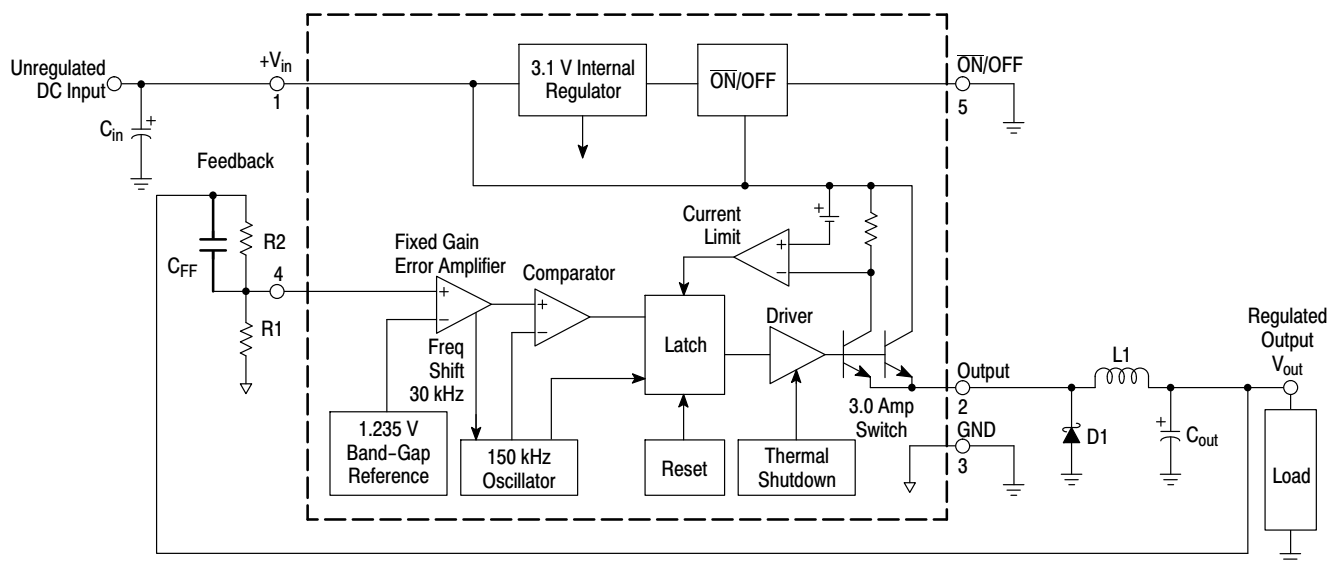 Unregulated
DC Input
+Vin
1
Cin
+
3.1 V Internal
Regulator
ON/OFF
ON/OFF
5
Feedback
R2
CFF
4
R1
Fixed Gain
Error Amplifier
+
−
Freq
Shift
30 kHz
Comparator
+
−
Current
Limit
+
−
+
Latch
Driver
3.0 Amp
Switch
1.235 V
Band-Gap
Reference
150 kHz
Oscillator
Reset
Thermal
Shutdown
Output
2
GND
3
L1
D1
+
Cout
Regulated
Output
Vout
Load